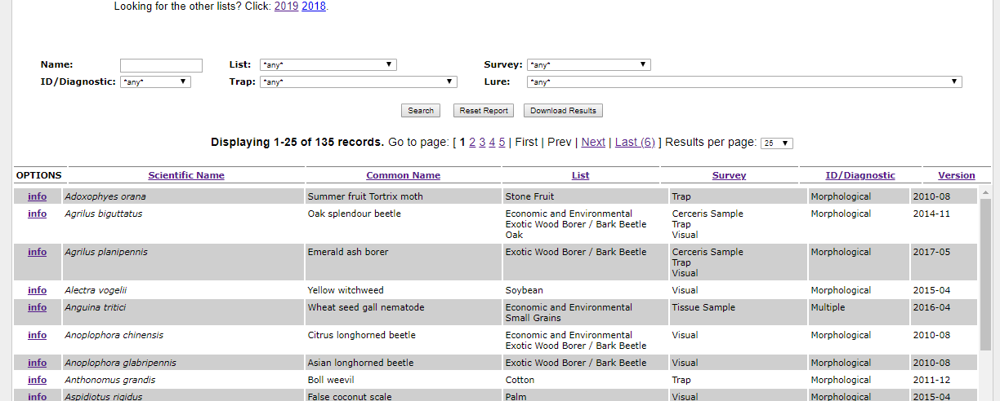 Looking for the other lists? Click: 2019 2018.
Name: List: *any* Survey: *any*
ID/Diagnostic: *any* Trap: *any* Lure: *any*
Search Reset Report Download Results
Displaying 1-25 of 135 records. Go to page: [ 1 2 3 4 5 | First | Prev | Next | Last (6) ] Results per page: 25
OPTIONS Scientific Name Common Name List Survey ID/Diagnostic Version
info Adoxophyes orana Summer fruit Tortrix moth Stone Fruit Trap Morphological 2010-08
info Agrilus biguttatus Oak splendour beetle Economic and Environmental Cerceris Sample Morphological 2014-11
Exotic Wood Borer / Bark Beetle Trap
Oak Visual
info Agrilus planipennis Emerald ash borer Exotic Wood Borer / Bark Beetle Cerceris Sample Morphological 2017-05
Trap
Visual
info Alectra vogelii Yellow witchweed Soybean Visual Morphological 2015-04
info Anguina tritici Wheat seed gall nematode Economic and Environmental Tissue Sample Multiple 2016-04
Small Grains
info Anoplophora chinensis Citrus longhorned beetle Economic and Environmental Visual Morphological 2010-08
Exotic Wood Borer / Bark Beetle
info Anoplophora glabripennis Asian longhorned beetle Exotic Wood Borer / Bark Beetle Visual Morphological 2010-08
info Anthonomus grandis Boll weevil Cotton Trap Morphological 2011-12
info Aspidiotus rigidus False coconut scale Palm Visual Morphological 2015-04